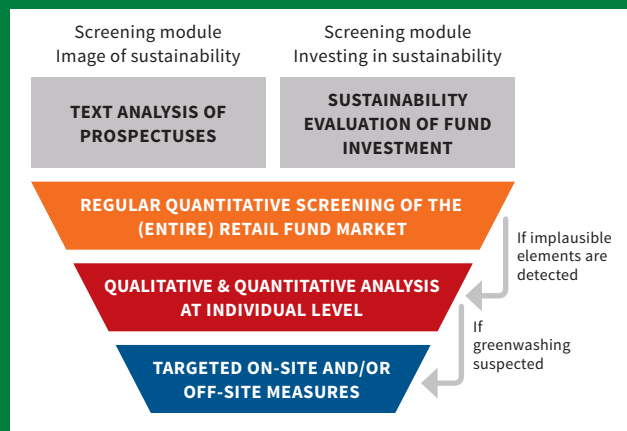 Screening module
Image of sustainability
Screening module
Investing in sustainability
TEXT ANALYSIS OF
PROSPECTUSES
SUSTAINABILITY
EVALUATION OF FUND
INVESTMENT
REGULAR QUANTITATIVE SCREENING OF THE
(ENTIRE) RETAIL FUND MARKET
If implausible
elements are
detected
QUALITATIVE & QUANTITATIVE ANALYSIS
AT INDIVIDUAL LEVEL
If
greenwashing
suspected
TARGETED ON-SITE AND/OR
OFF-SITE MEASURES